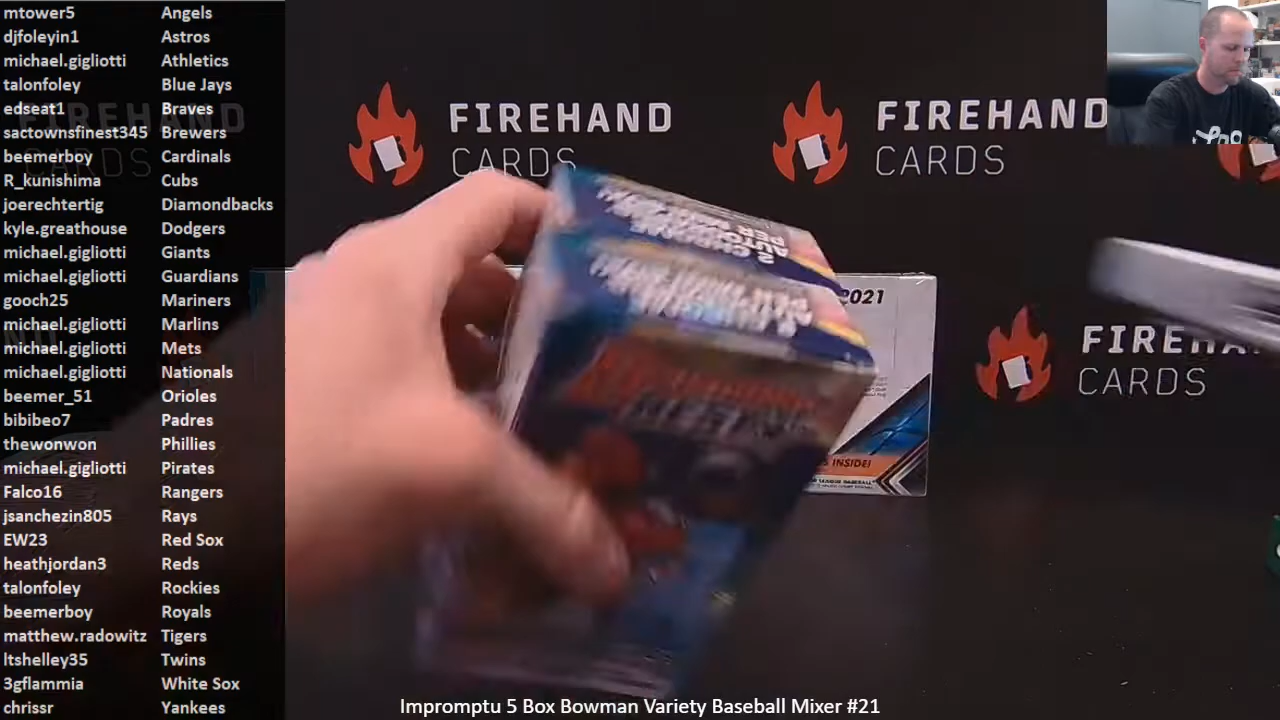 mtower5 Angels
djfoleyin1 Astros
michael.gigliotti Athletics
talonfoley Blue Jays
edseat1 Braves
sactownsfinest345 Brewers
beemerboy Cardinals
R_kunishima Cubs
joerechtertig Diamondbacks
kyle.greathouse Dodgers
michael.gigliotti Giants
michael.gigliotti Guardians
gooch25 Mariners
michael.gigliotti Marlins
michael.gigliotti Mets
michael.gigliotti Nationals
beemer_51 Orioles
bibibeo7 Padres
thewonwon Phillies
michael.gigliotti Pirates
Falco16 Rangers
jsanchezin805 Rays
EW23 Red Sox
heathjordan3 Reds
talonfoley Rockies
beemerboy Royals
matthew.radowitz Tigers
ltshelley35 Twins
3gflammia White Sox
chrissr Yankees
FIREHAND
CARDS
FIREHAND
CARDS
2021
INSIDE!
CARDS
Impromptu 5 Box Bowman Variety Baseball Mixer #21